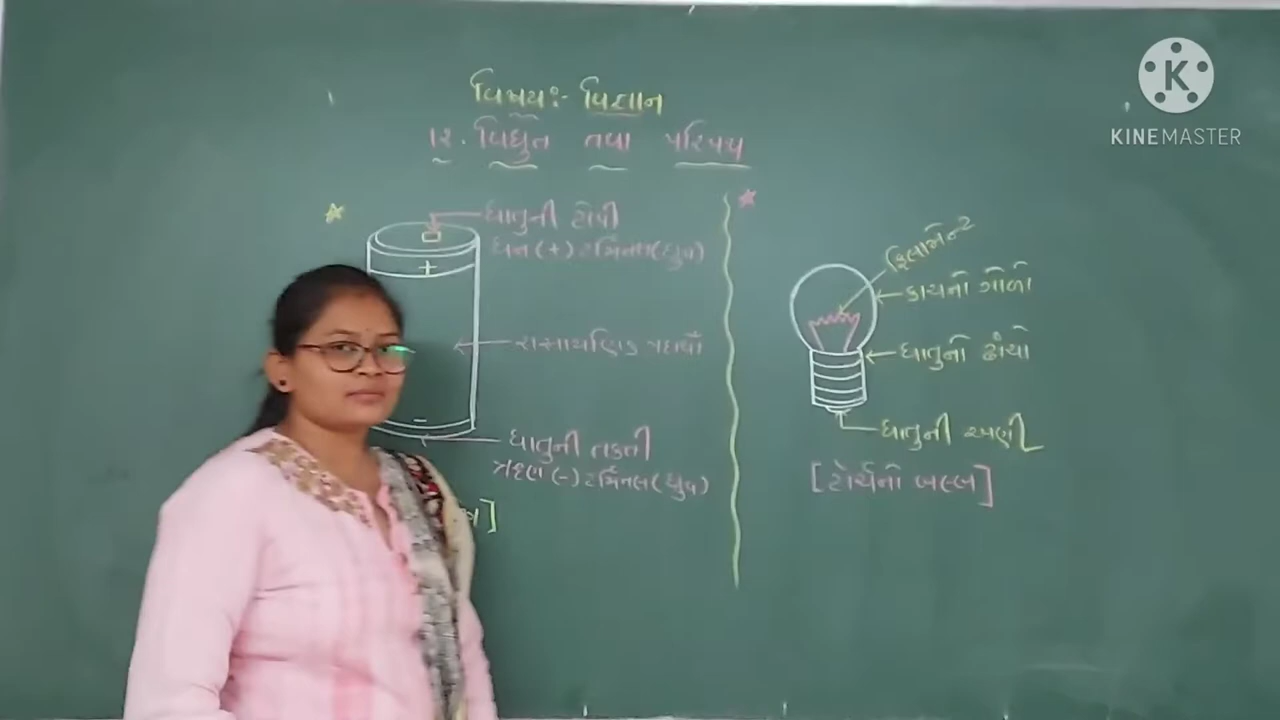 વિષય:- વિજ્ઞાન
૧૨. વિદ્યુત તથા પરિપથ
ધાતુની ટોપી
ધન (+) ટર્મિનલ (ધ્રુવ)
+
રાસાયણિક પદાર્થો
-
ધાતુની તકતી
ઋણ (-) ટર્મિનલ (ધ્રુવ)
ફિલામેન્ટ
કાચનો ગોળો
ધાતુનો ઢાંચો
ધાતુની અણી
[ટોર્ચનો બલ્બ]
K
KINEMASTER